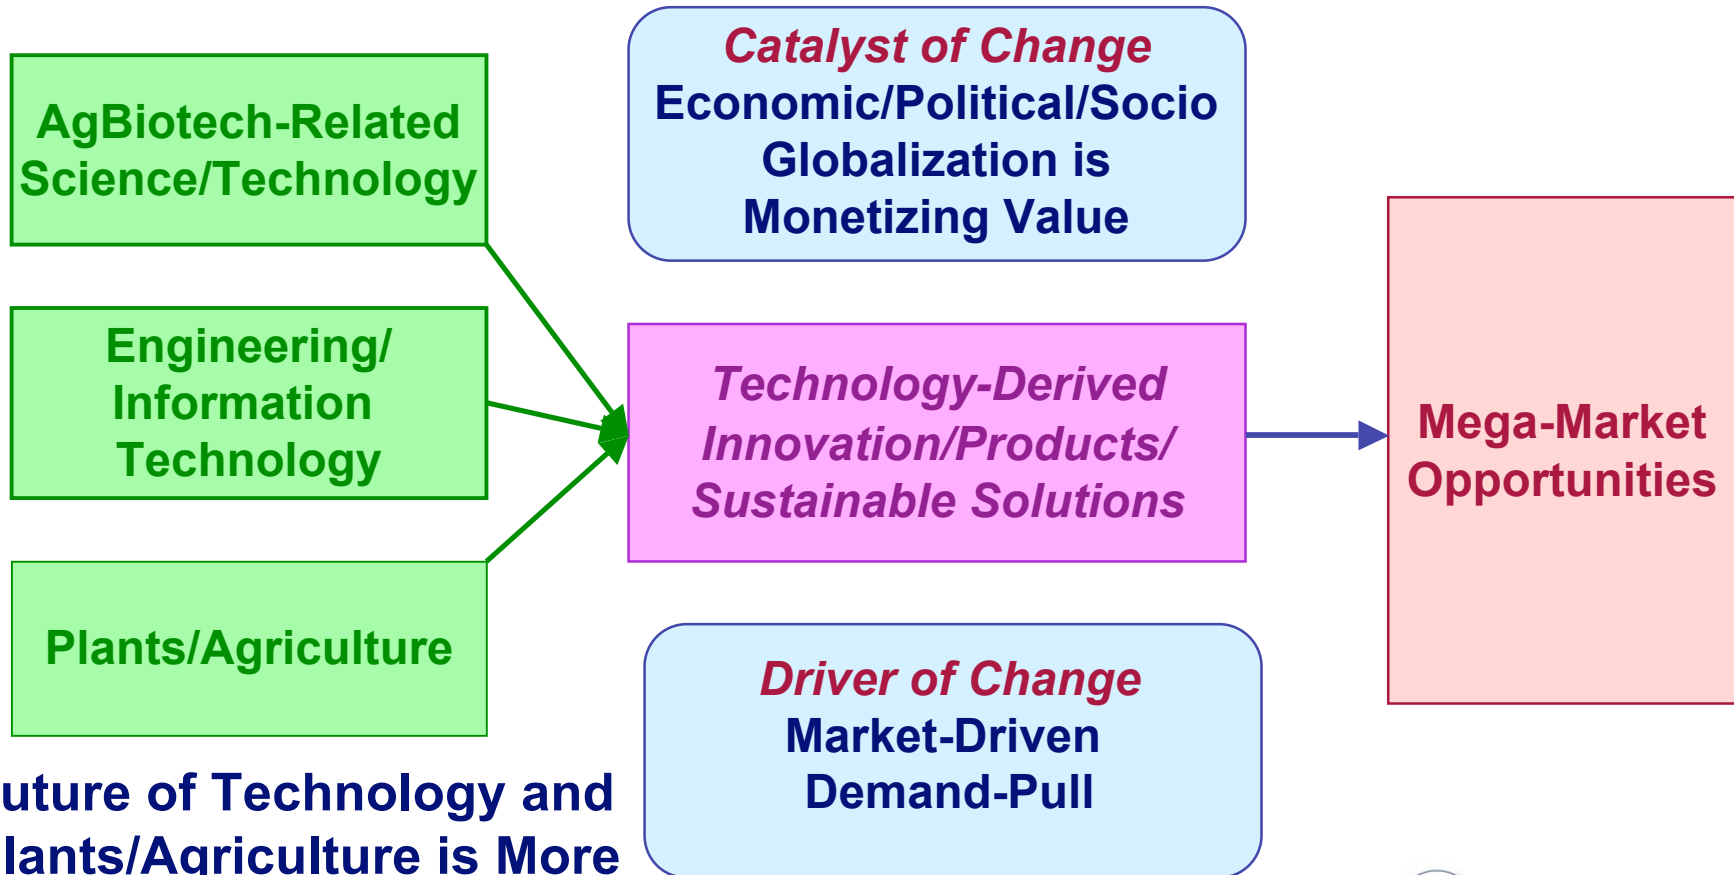 AgBiotech-Related
Science/Technology
Engineering/
Information
Technology
Plants/Agriculture
Catalyst of Change
Economic/Political/Socio
Globalization is
Monetizing Value
Technology-Derived
Innovation/Products/
Sustainable Solutions
Driver of Change
Market-Driven
Demand-Pull
Mega-Market
Opportunities
uture of Technology and
lants/Agriculture is More